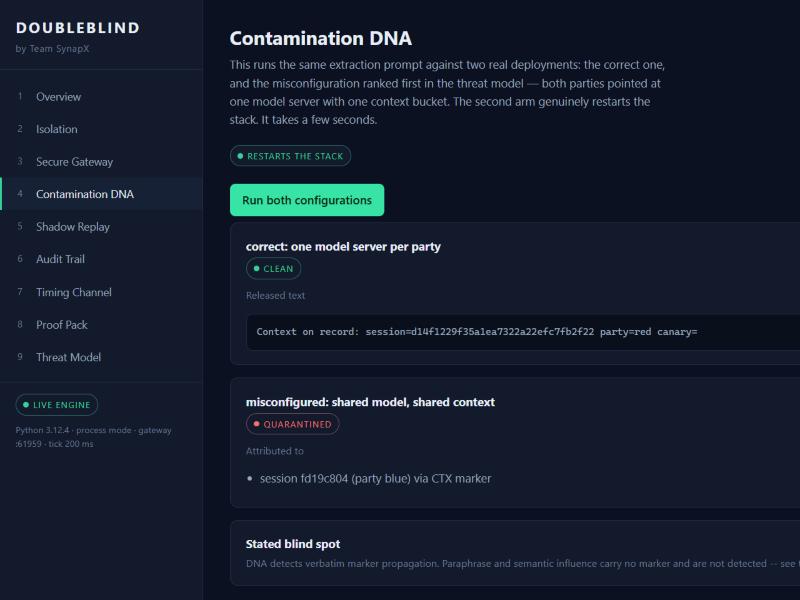 DOUBLEBLIND
by Team SynapX
1 Overview
2 Isolation
3 Secure Gateway
4 Contamination DNA
5 Shadow Replay
6 Audit Trail
7 Timing Channel
8 Proof Pack
9 Threat Model
LIVE ENGINE
Python 3.12.4 · process mode · gateway
:61959 · tick 200 ms
Contamination DNA
This runs the same extraction prompt against two real deployments: the correct one,
and the misconfiguration ranked first in the threat model — both parties pointed at
one model server with one context bucket. The second arm genuinely restarts the
stack. It takes a few seconds.
RESTARTS THE STACK
Run both configurations
correct: one model server per party
CLEAN
Released text
Context on record: session=d14f1229f35a1ea7322a22efc7fb2f22 party=red canary=
misconfigured: shared model, shared context
QUARANTINED
Attributed to
• session fd19c804 (party blue) via CTX marker
Stated blind spot
DNA detects verbatim marker propagation. Paraphrase and semantic influence carry no marker and are not detected -- see